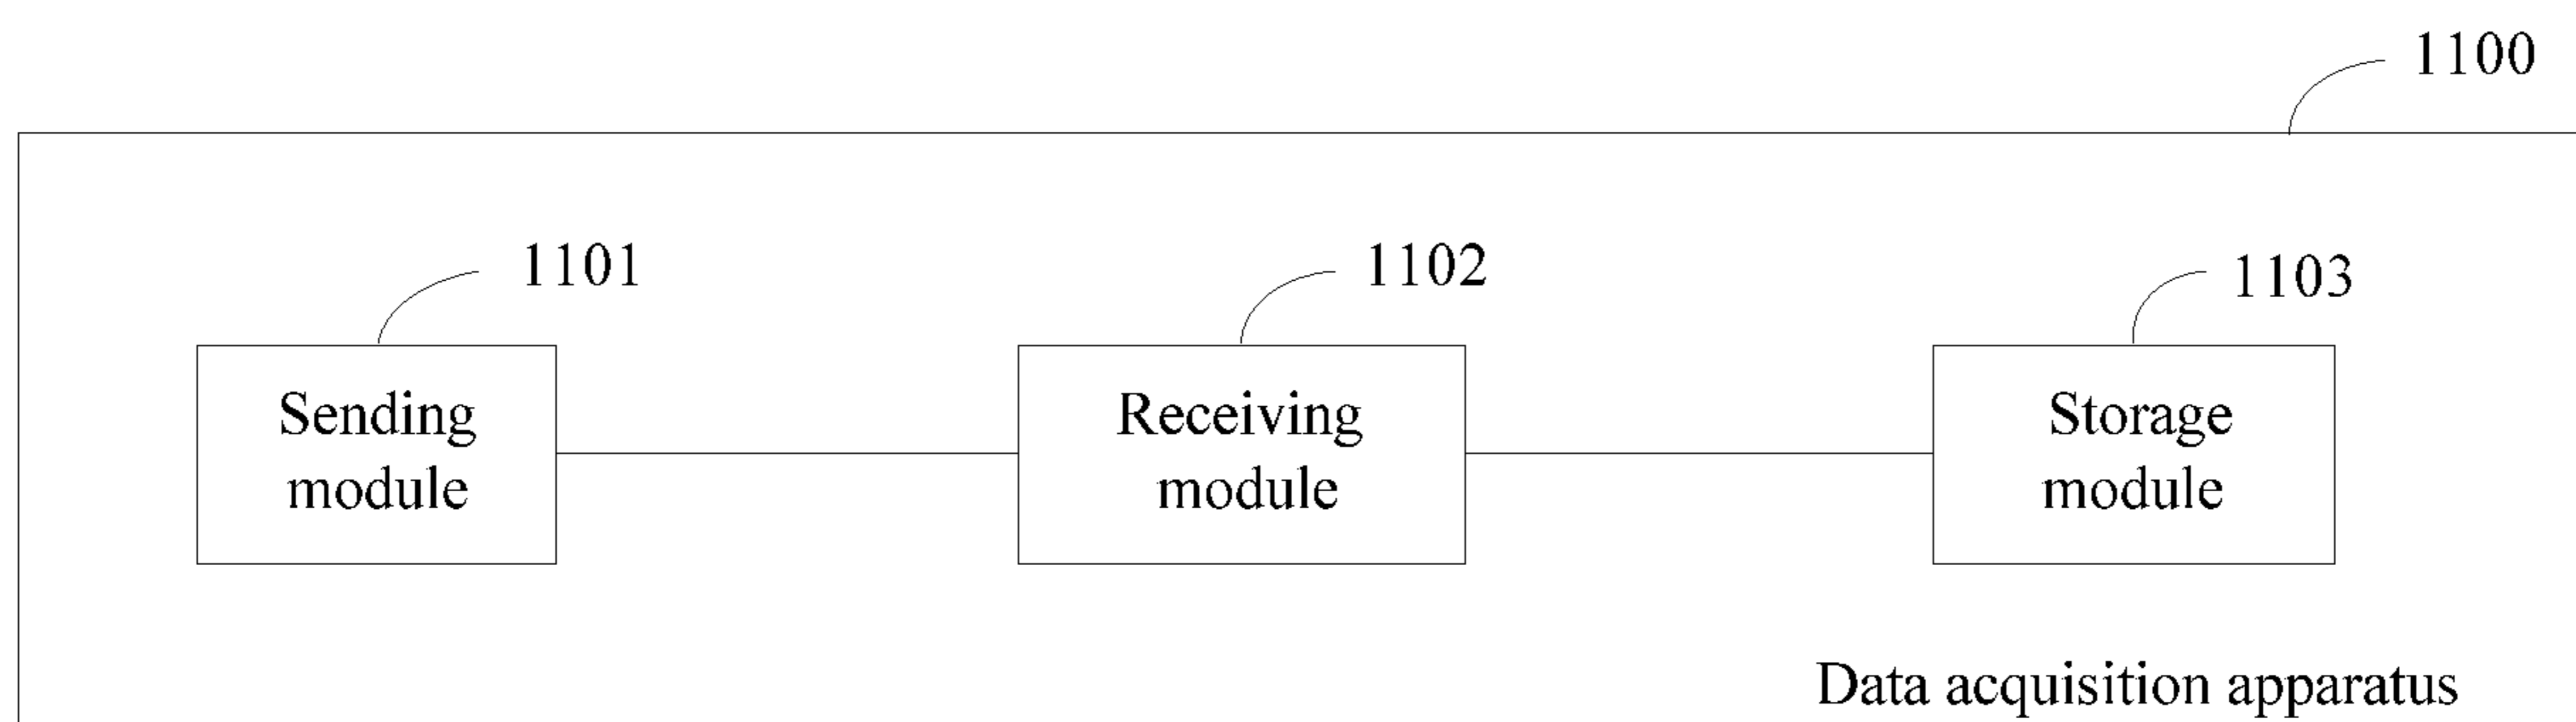 1100
1101
1102
1103
Sending
module
Receiving
module
Storage
module
Data acquisition apparatus